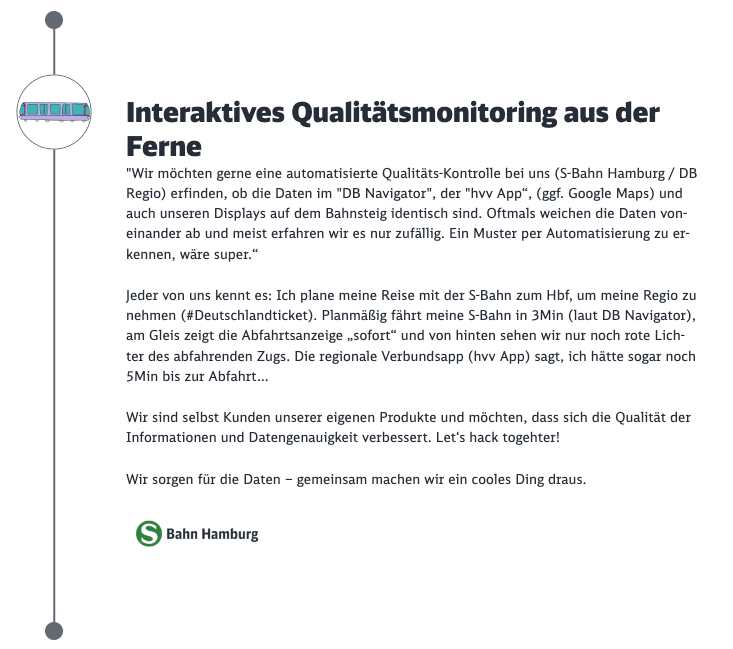 Interaktives Qualitätsmonitoring aus der
Ferne
"Wir möchten gerne eine automatisierte Qualitäts-Kontrolle bei uns (S-Bahn Hamburg / DB
Regio) erfinden, ob die Daten im "DB Navigator", der "hvv App“, (ggf. Google Maps) und
auch unseren Displays auf dem Bahnsteig identisch sind. Oftmals weichen die Daten von-
einander ab und meist erfahren wir es nur zufällig. Ein Muster per Automatisierung zu er-
kennen, wäre super.“
Jeder von uns kennt es: Ich plane meine Reise mit der S-Bahn zum Hbf, um meine Regio zu
nehmen (#Deutschlandticket). Planmäßig fährt meine S-Bahn in 3Min (laut DB Navigator),
am Gleis zeigt die Abfahrtsanzeige „sofort“ und von hinten sehen wir nur noch rote Lich-
ter des abfahrenden Zugs. Die regionale Verbundsapp (hvv App) sagt, ich hätte sogar noch
5Min bis zur Abfahrt...
Wir sind selbst Kunden unserer eigenen Produkte und möchten, dass sich die Qualität der
Informationen und Datengenauigkeit verbessert. Let‘s hack togehter!
Wir sorgen für die Daten – gemeinsam machen wir ein cooles Ding draus.
S Bahn Hamburg